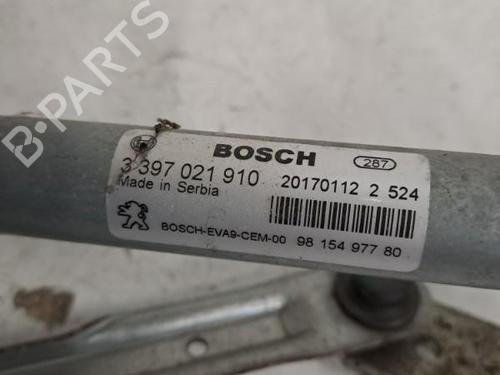 BOSCH
287
3 397 021 910
20170112 2 524
Made in Serbia
BOSCH-EVA9-CEM-00
98 154 977 80
B-Parts